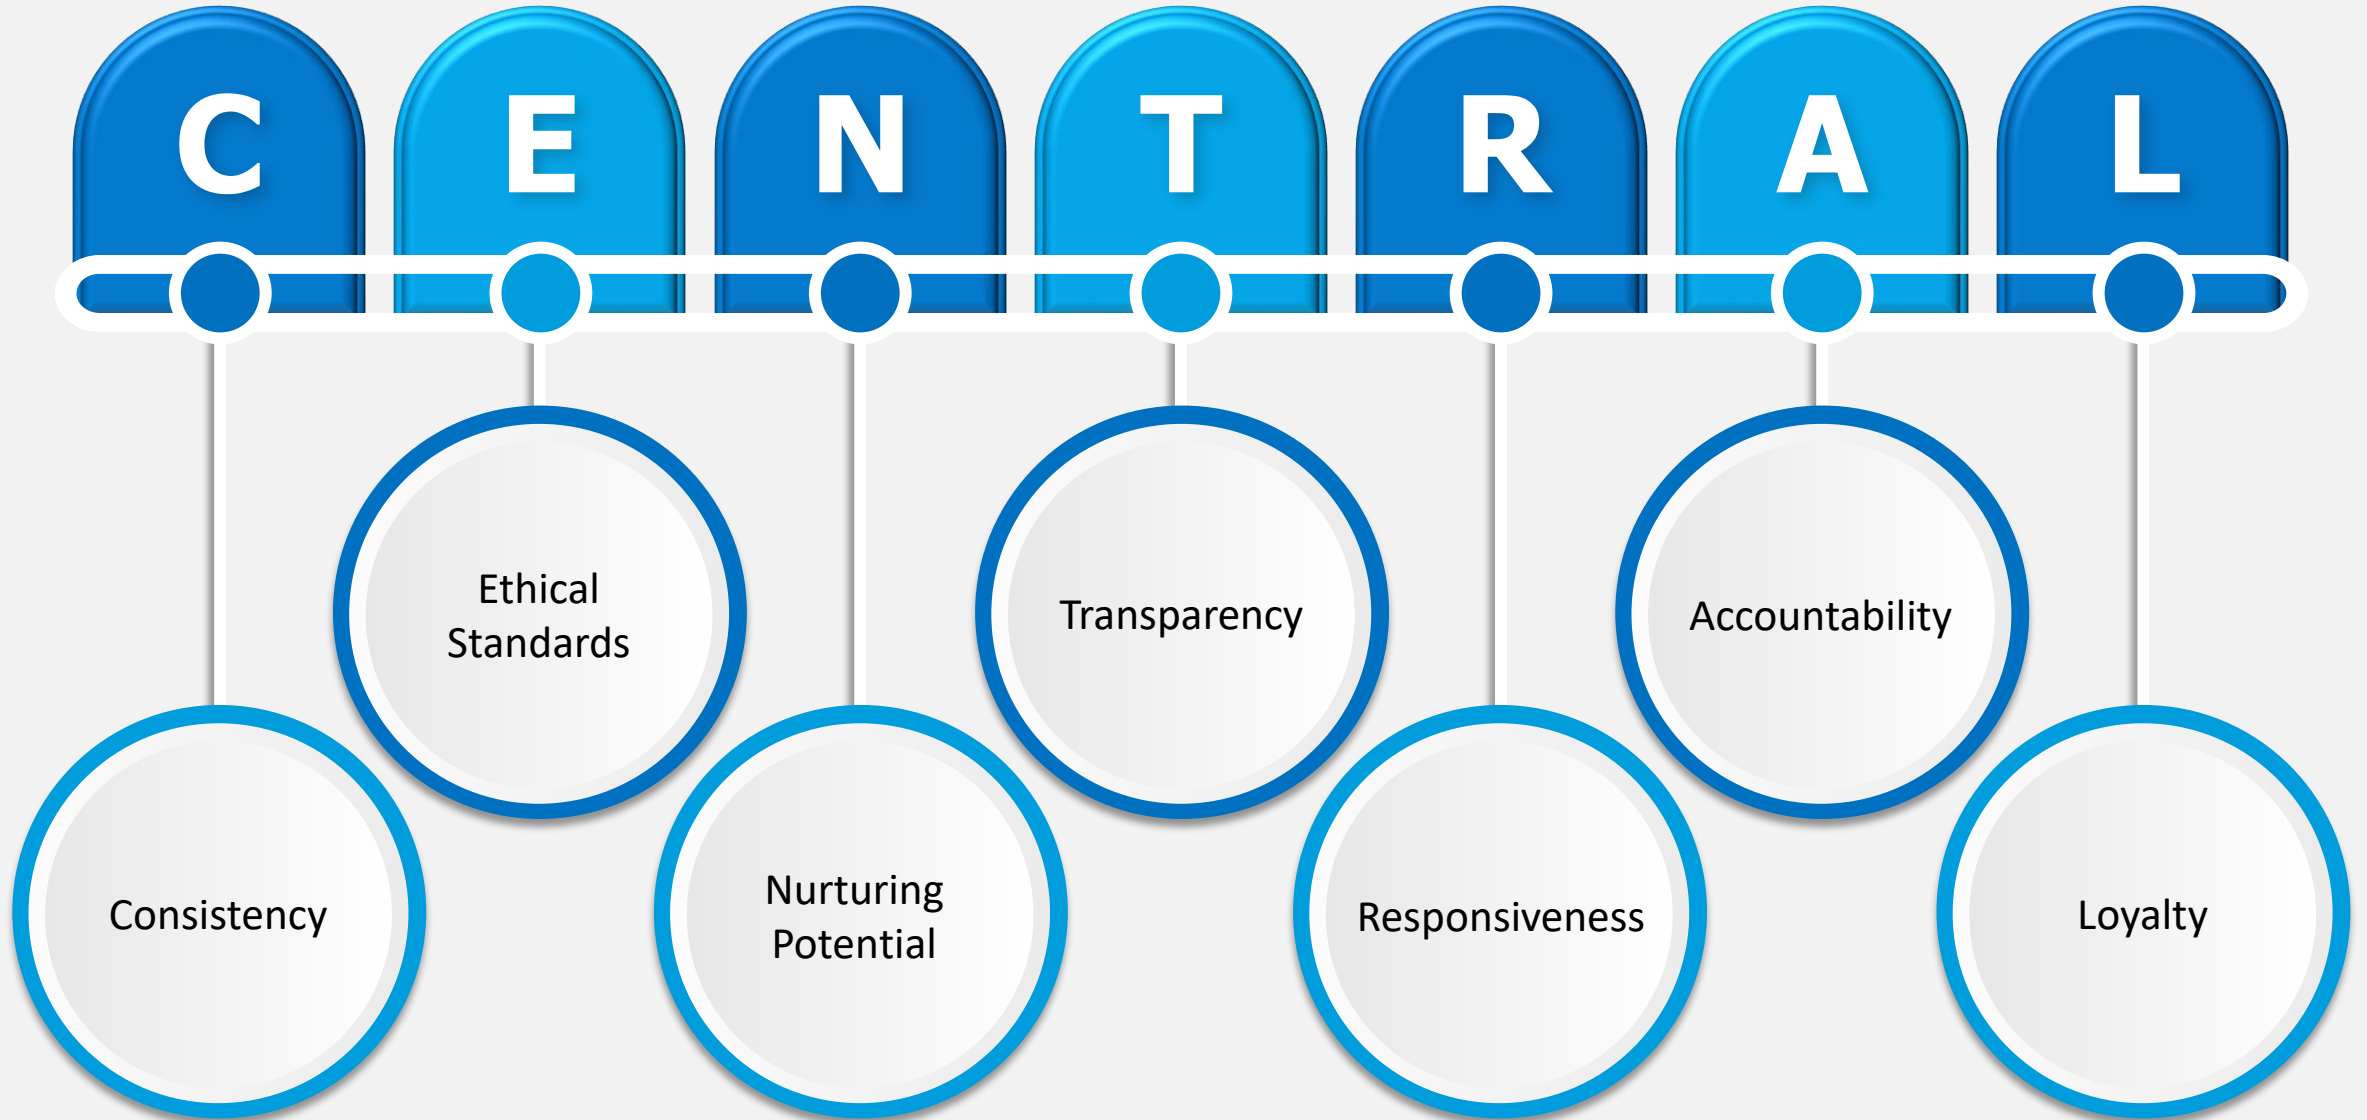 C E N T R A L
Ethical
Standards
Transparency
Accountability
Consistency
Nurturing
Potential
Responsiveness
Loyalty